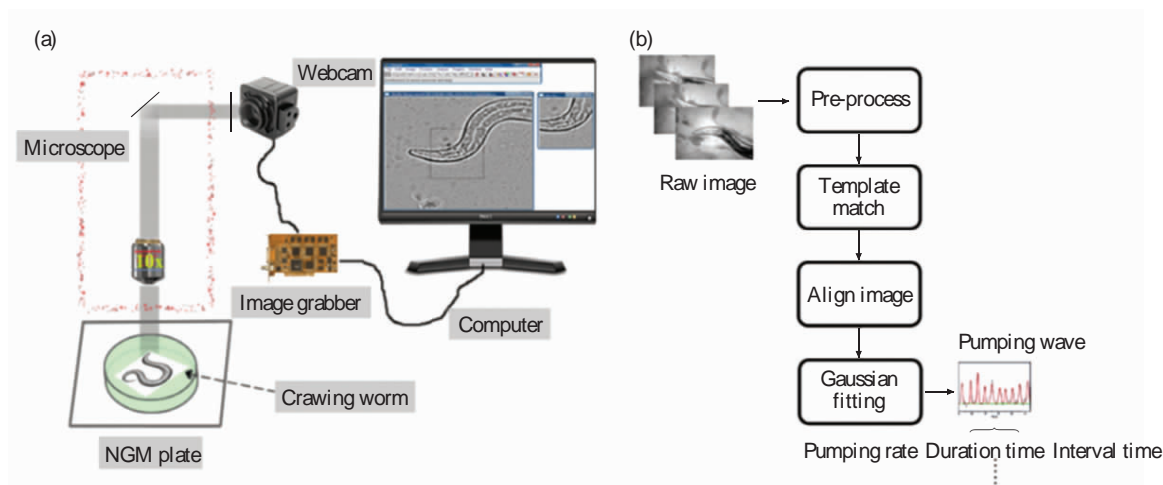 (a)
Webcam
Microscope
10x
Image grabber
Computer
Crawing worm
NGM plate
(b)
Raw image
Pre-process
Template
match
Align image
Gaussian
fitting
Pumping wave
Pumping rate Duration time Interval time